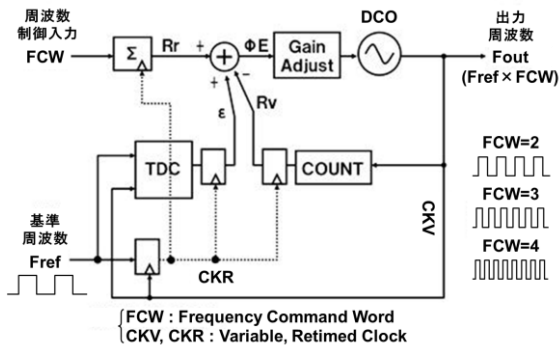 周波数
制御入力
FCW
Σ
Rr
+
+
ΦE
Gain
Adjust
DCO
出力
周波数
Fout
(Fref×FCW)
+
−
ε
Rv
TDC
COUNT
CKV
FCW=2
FCW=3
FCW=4
基準
周波数
Fref
CKR
FCW : Frequency Command Word
CKV, CKR : Variable, Retimed Clock